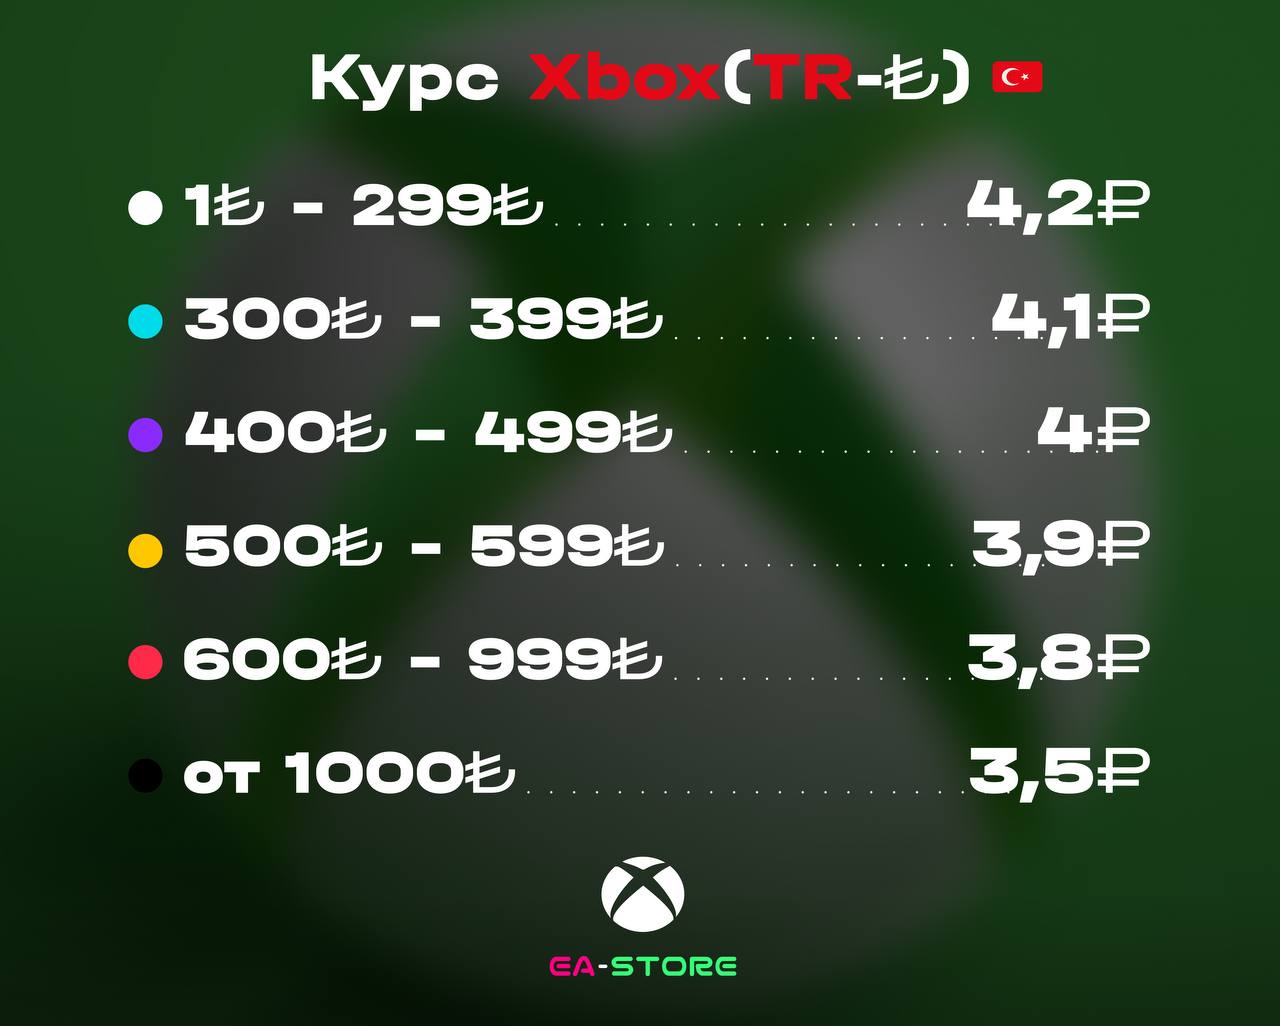 Курс Xbox(TR-₺)
1₺ - 299₺ 4,2₽
300₺ - 399₺ 4,1₽
400₺ - 499₺ 4₽
500₺ - 599₺ 3,9₽
600₺ - 999₺ 3,8₽
от 1000₺ 3,5₽
EA-STORE